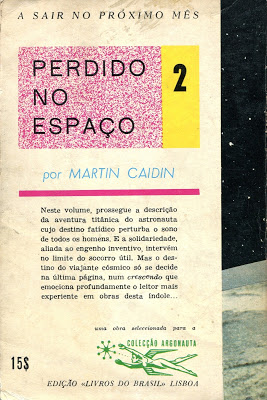 A SAIR NO PRÓXIMO MÊS
PERDIDO
NO
ESPAÇO
2
por MARTIN CAIDIN
Neste volume, prossegue a descrição
da aventura titânica do astronauta
cujo destino fatídico perturba o sono
de todos os homens. E a solidariedade,
aliada ao engenho inventivo, intervém
no limite do socorro útil. Mas o des-
tino do viajante cósmico só se decide
na última página, num crescendo que
emociona profundamente o leitor mais
experiente em obras desta índole...
uma obra seleccionada para a
COLECÇÃO ARGONAUTA
15$
EDIÇÃO «LIVROS DO BRASIL» LISBOA